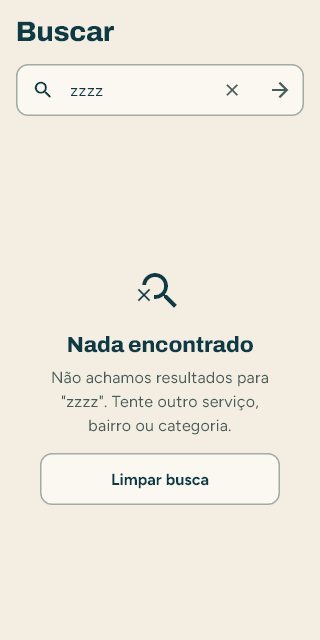 Buscar
zzzz
Nada encontrado
Não achamos resultados para
"zzzz". Tente outro serviço,
bairro ou categoria.
Limpar busca